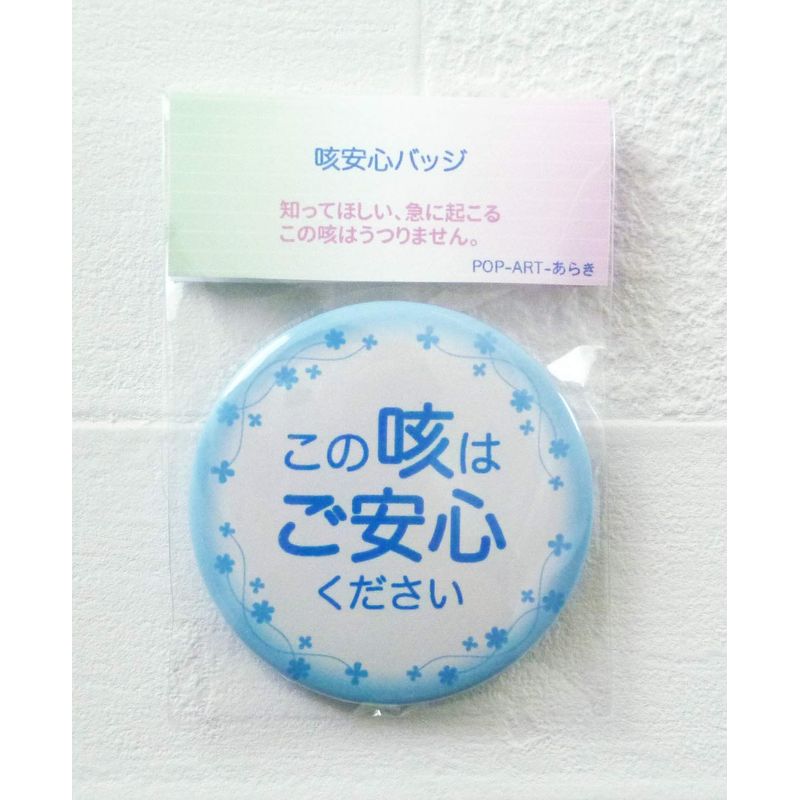 咳安心バッジ
知ってほしい、急に起こる
この咳はうつりません。
POP-ART-あらき
この咳は
ご安心
ください